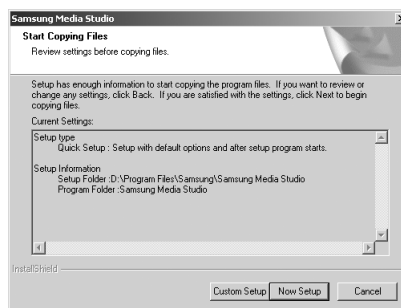 Samsung Media Studio
Start Copying Files
Review settings before copying files.
Setup has enough information to start copying the program files. If you want to review or
change any settings, click Back. If you are satisfied with the settings, click Next to begin
copying files.
Current Settings:
Setup type
Quick Setup : Setup with default options and after setup program starts.
Setup Information
Setup Folder :D:\Program Files\Samsung\Samsung Media Studio
Program Folder :Samsung Media Studio
InstallShield
Custom Setup Now Setup Cancel